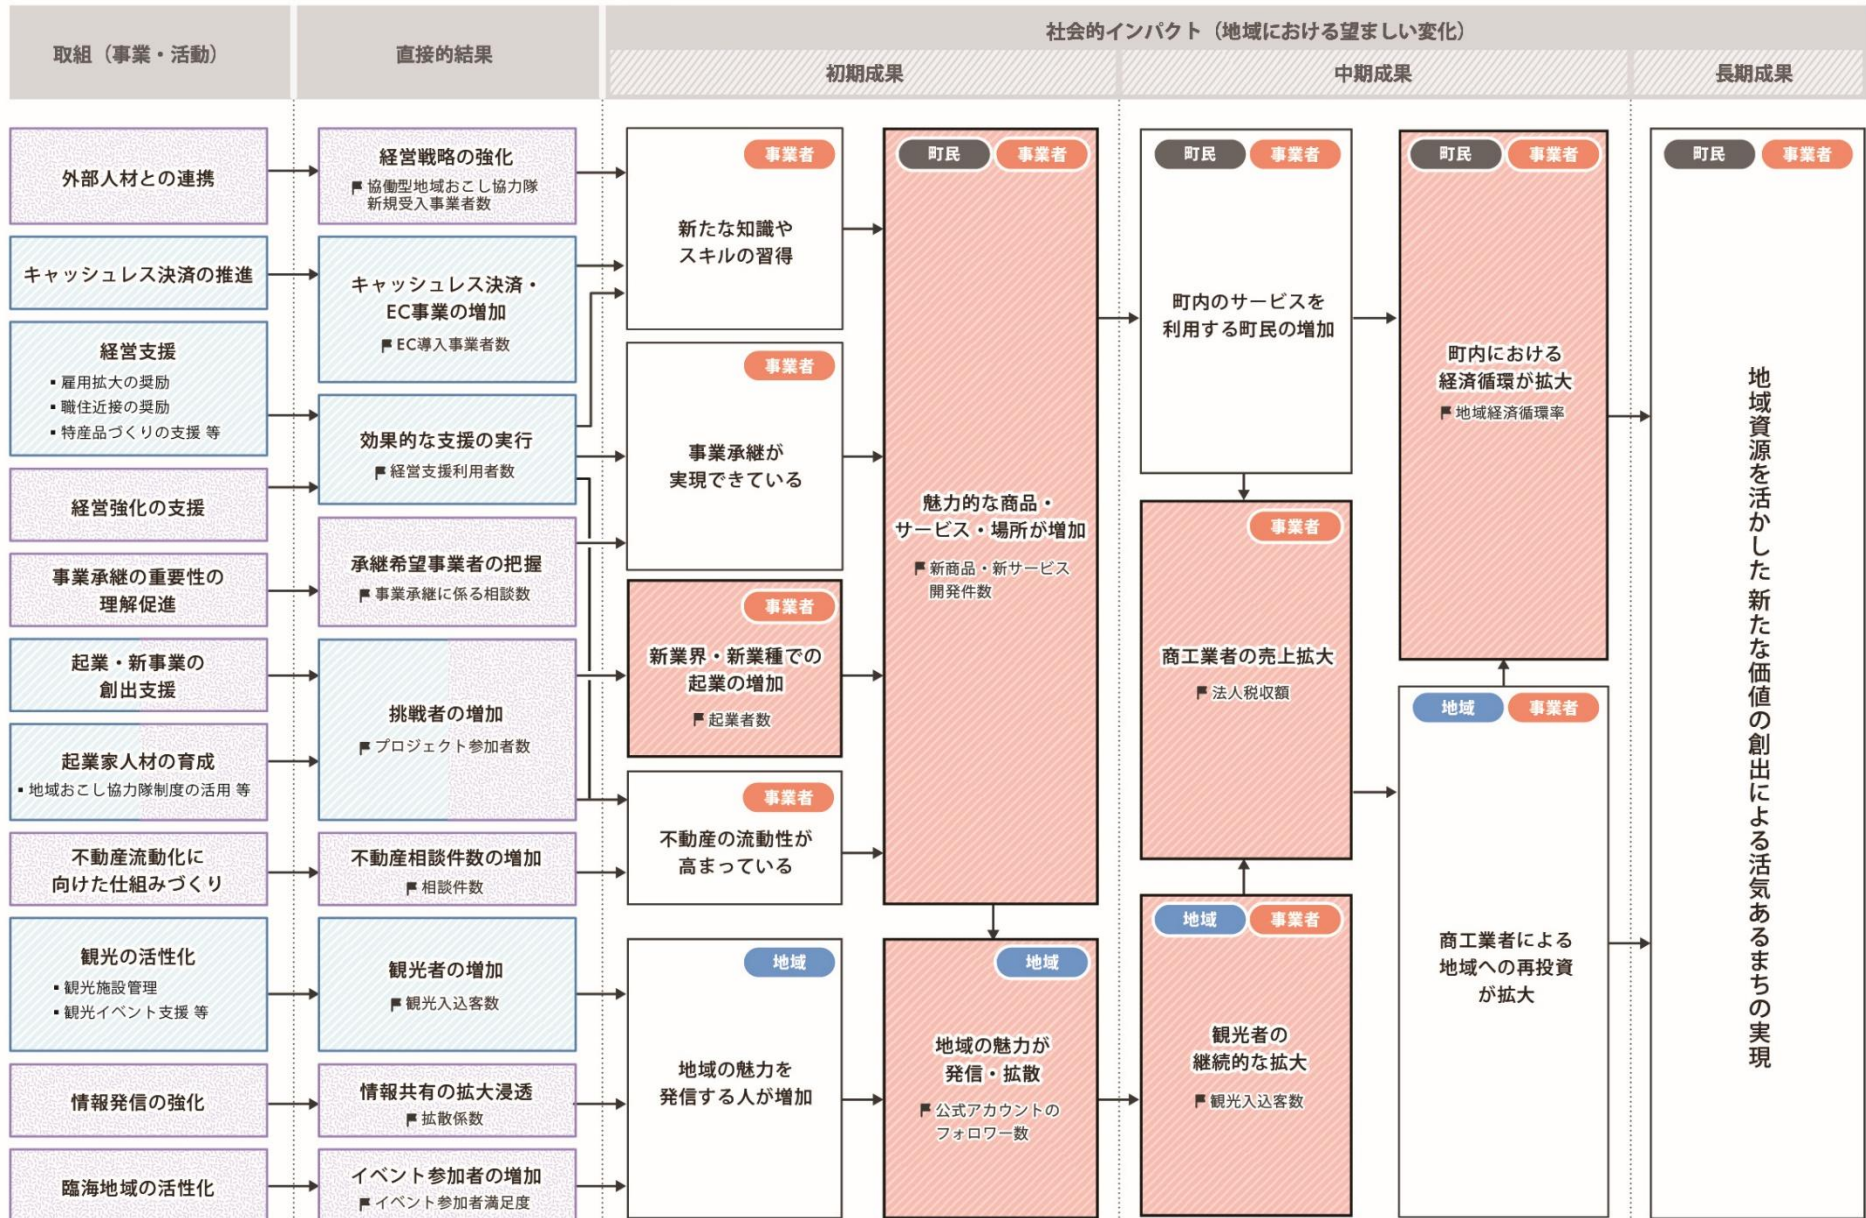 取組（事業・活動）
直接的結果
社会的インパクト（地域における望ましい変化）
初期成果
中期成果
長期成果
外部人材との連携
キャッシュレス決済の推進
経営支援
▪ 雇用拡大の奨励
▪ 職住近接の奨励
▪ 特産品づくりの支援 等
経営強化の支援
事業承継の重要性の
理解促進
起業・新事業の
創出支援
起業家人材の育成
▪ 地域おこし協力隊制度の活用 等
不動産流動化に
向けた仕組みづくり
観光の活性化
▪ 観光施設管理
▪ 観光イベント支援 等
情報発信の強化
臨海地域の活性化
経営戦略の強化
協働型地域おこし協力隊
新規受入事業者数
キャッシュレス決済・
EC事業の増加
EC導入事業者数
効果的な支援の実行
経営支援利用者数
承継希望事業者の把握
事業承継に係る相談数
挑戦者の増加
プロジェクト参加者数
不動産相談件数の増加
相談件数
観光者の増加
観光入込客数
情報共有の拡大浸透
拡散係数
イベント参加者の増加
イベント参加者満足度
事業者
新たな知識や
スキルの習得
事業者
事業承継が
実現できている
事業者
新業界・新業種での
起業の増加
起業者数
事業者
不動産の流動性が
高まっている
地域
地域の魅力を
発信する人が増加
町民 事業者
魅力的な商品・
サービス・場所が増加
新商品・新サービス
開発件数
地域
地域の魅力が
発信・拡散
公式アカウントの
フォロワー数
町民 事業者
町内のサービスを
利用する町民の増加
事業者
商工業者の売上拡大
法人税収額
地域 事業者
観光者の
継続的な拡大
観光入込客数
町民 事業者
町内における
経済循環が拡大
地域経済循環率
地域 事業者
商工業者による
地域への再投資
が拡大
町民 事業者
地域資源を活かした 新たな価値の創出による活気あるまちの実現